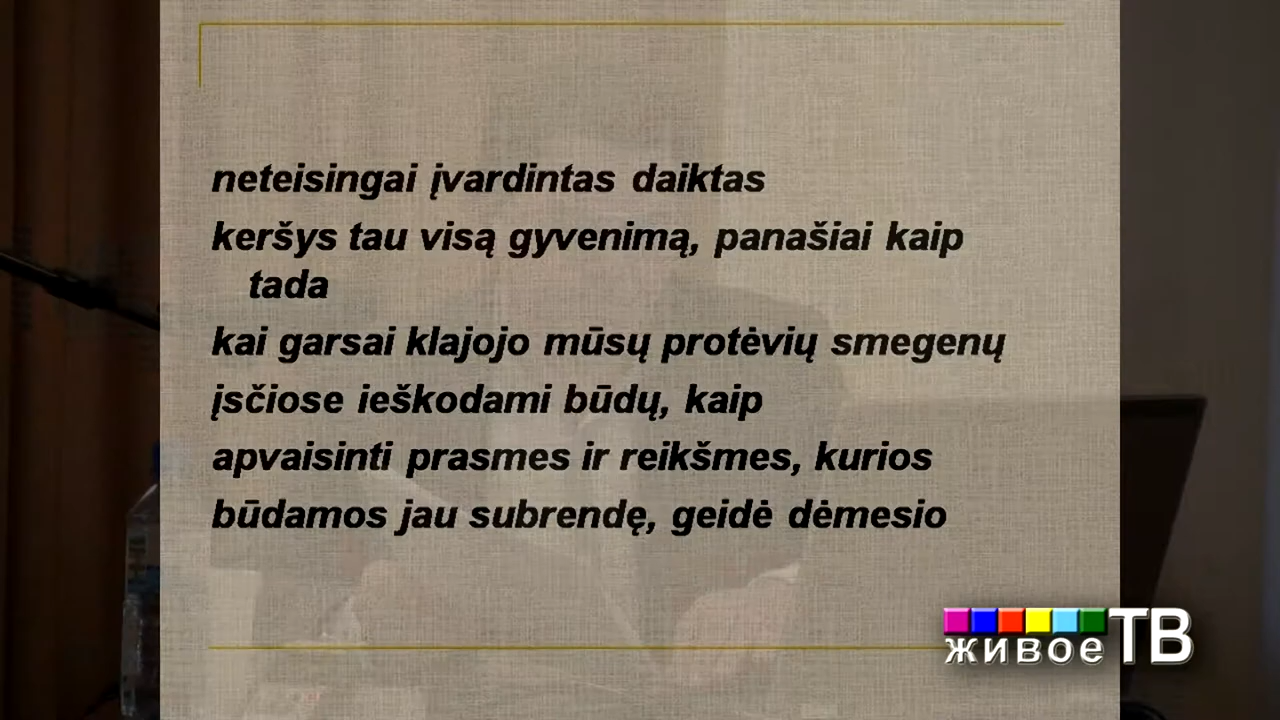 neteisingai įvardintas daiktas
keršys tau visą gyvenimą, panašiai kaip
tada
kai garsai klajojo mūsų protėvių smegenų
įsčiose ieškodami būdų, kaip
apvaisinti prasmes ir reikšmes, kurios
būdamos jau subrendę, geidė dėmesio
живоеТВ